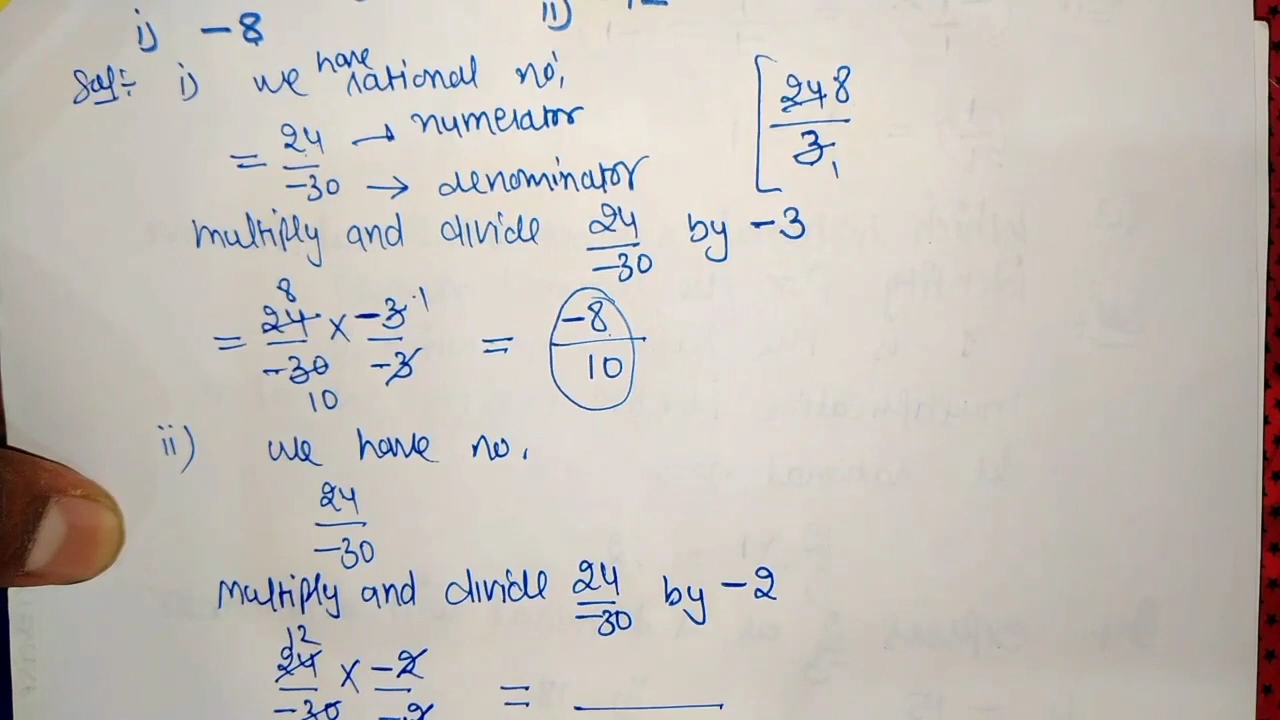 i) -8
ii)
Sol:- i) we have rational no.
= 24/-30 → numerator
→ denominator
[ 24 8 / 3 1
multiply and divide 24/-30 by -3
8
= 24/-30 × -3/-3 1 = -8/10
10
ii) we have no.
24/-30
multiply and divide 24/-30 by -2
12
24/-30 × -2/-2 =